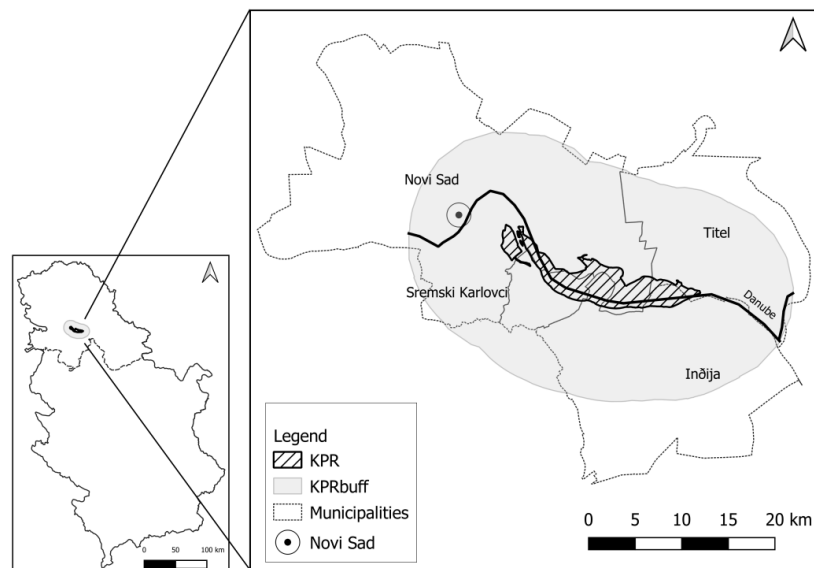 Novi Sad
Titel
Sremski Karlovci
Danube
Inđija
Legend
KPR
KPRbuff
Municipalities
Novi Sad
0 5 10 15 20 km
0 50 100 km